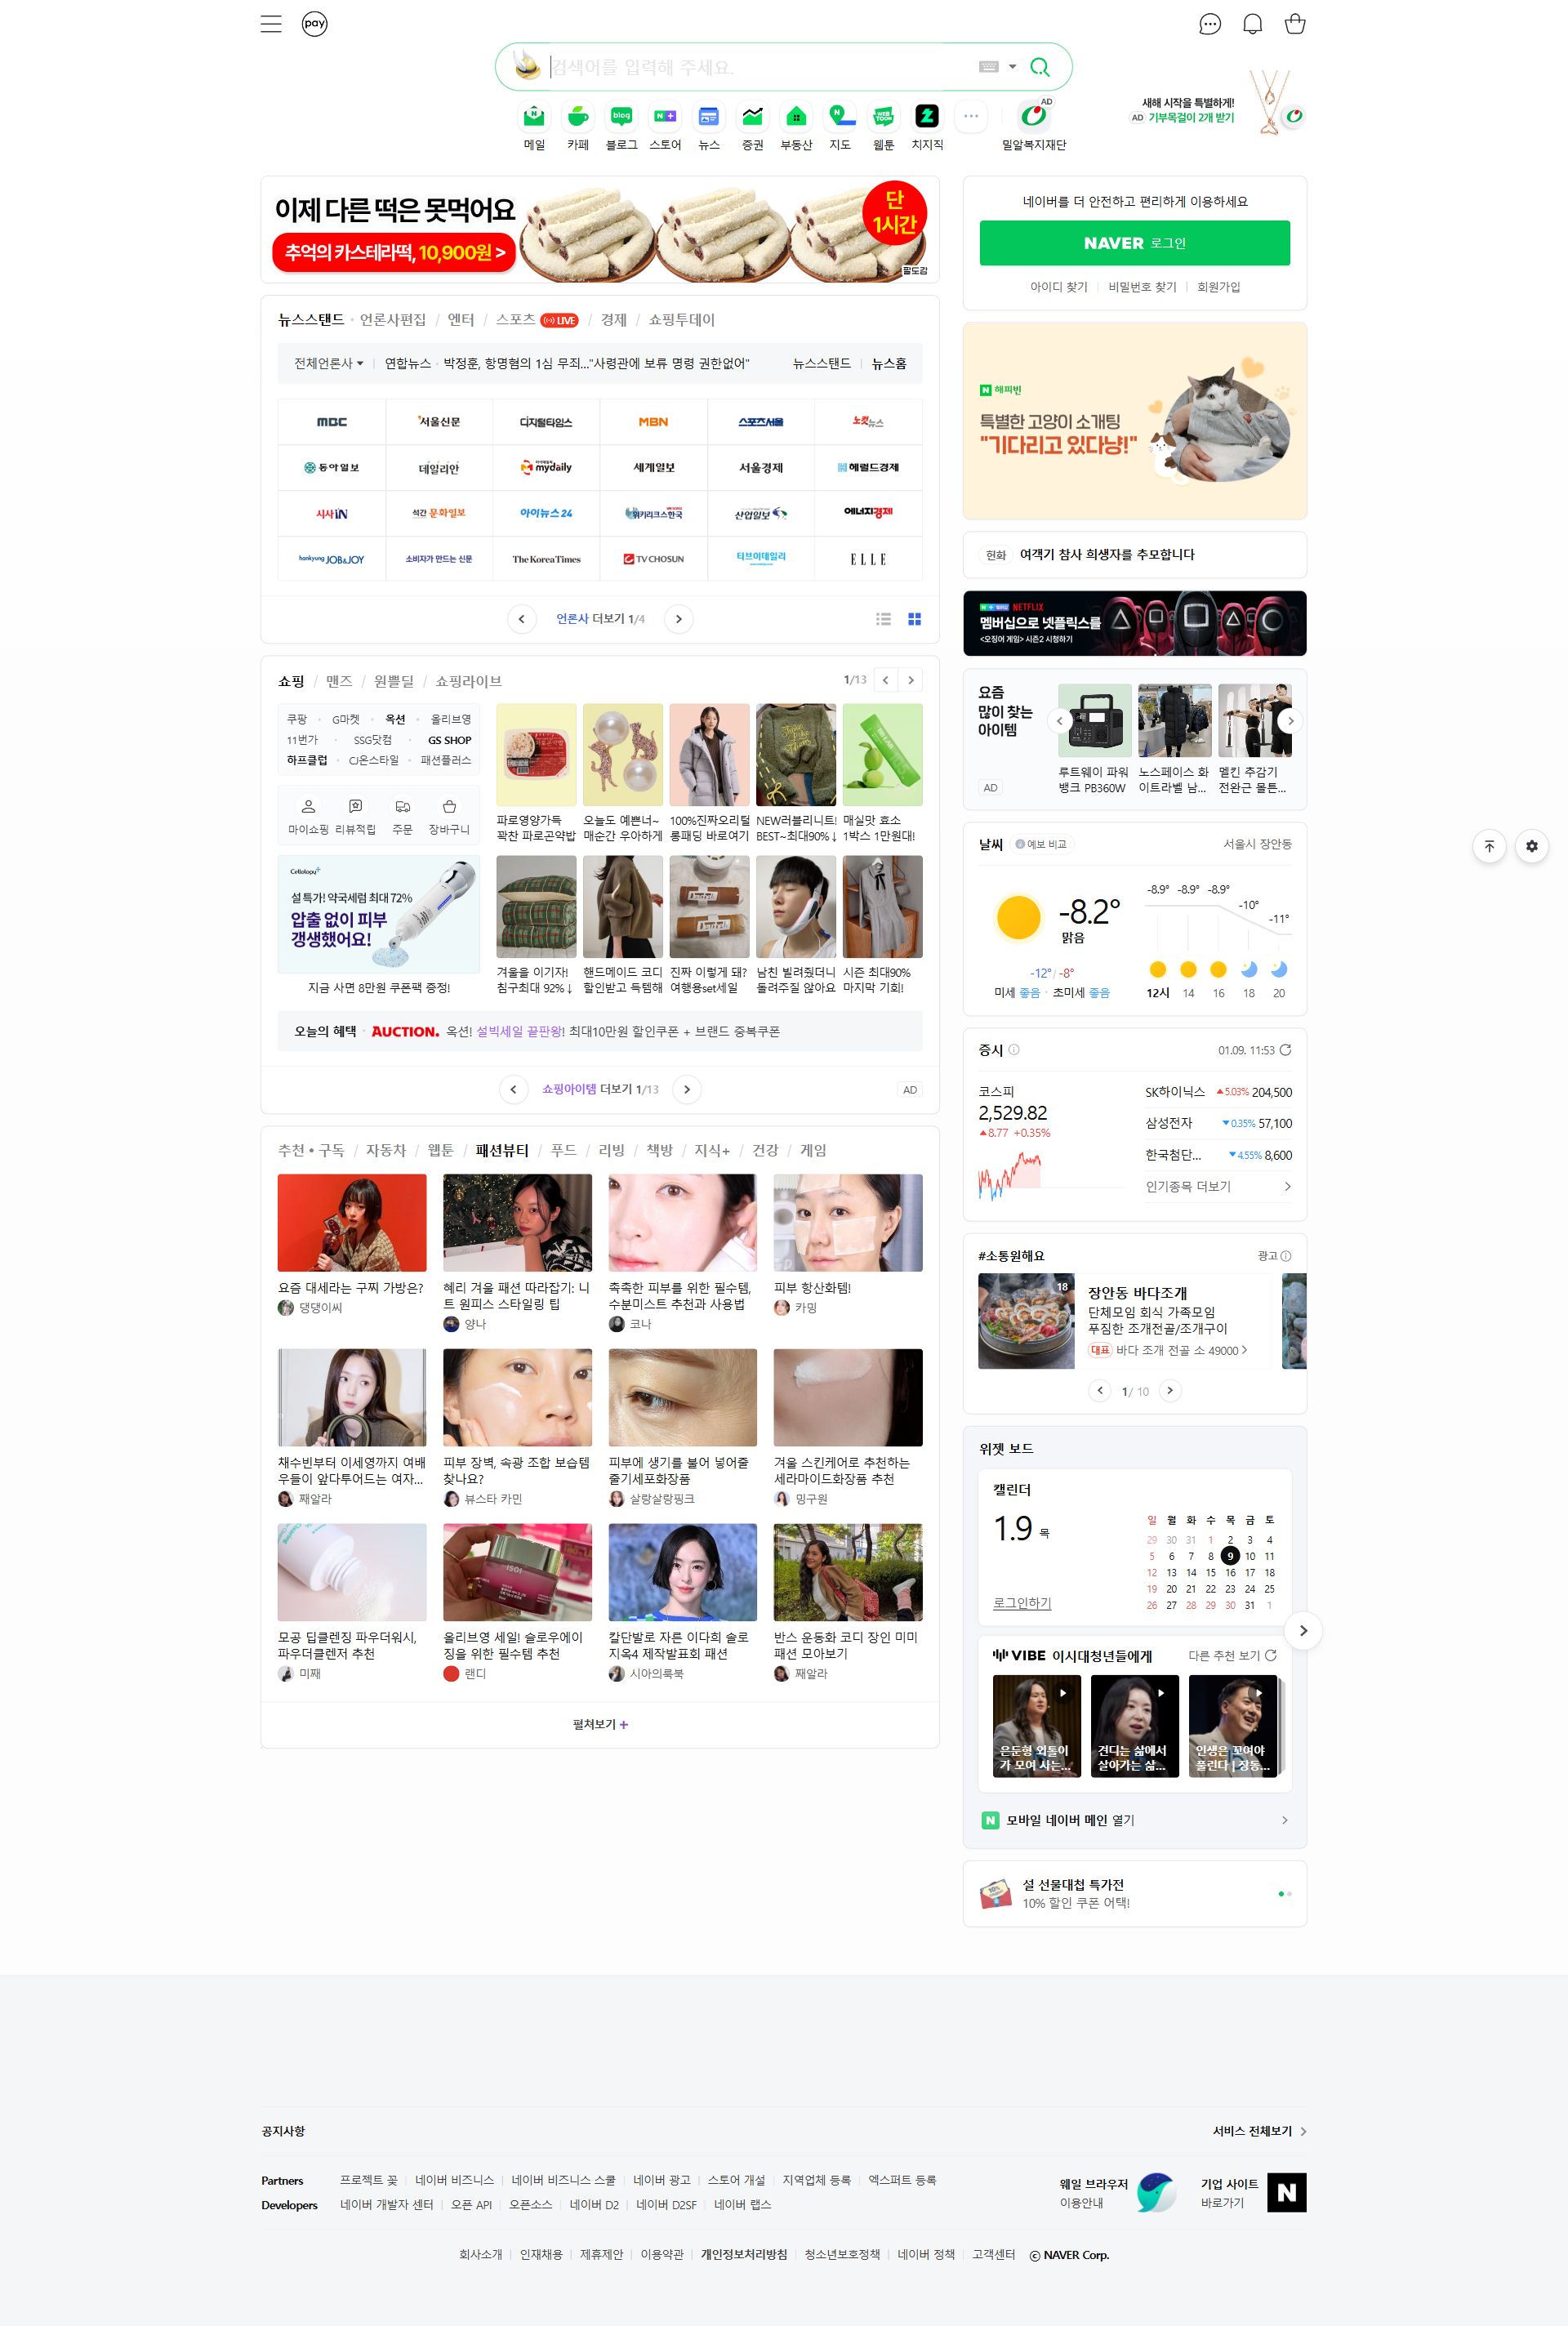 pay
검색어를 입력해 주세요.
메일
카페
blog
블로그
스토어
뉴스
증권
부동산
지도
WEB TOON
웹툰
치지직
AD
밀알복지재단
새해 시작을 특별하게!
AD 기부목걸이 2개 받기
이제 다른 떡은 못먹어요
추억의 카스테라떡, 10,900원 >
단
1시간
팔도감
네이버를 더 안전하고 편리하게 이용하세요
NAVER 로그인
아이디 찾기 비밀번호 찾기 회원가입
뉴스스탠드 · 언론사편집 / 엔터 / 스포츠 LIVE / 경제 / 쇼핑투데이
전체언론사 연합뉴스 · 박정훈, 항명혐의 1심 무죄..."사령관에 보류 명령 권한없어" 뉴스스탠드 뉴스홈
MBC 서울신문 디지털타임스 MBN 스포츠서울 노컷뉴스
동아일보 데일리안 mydaily 세계일보 서울경제 헤럴드경제
시사IN 석간 문화일보 아이뉴스24 위키리크스한국 산업일보 에너지경제
hankyung JOB&JOY 소비자가 만드는 신문 The Korea Times TV CHOSUN 티브이데일리 ELLE
언론사 더보기 1/4
N 해피빈
특별한 고양이 소개팅
"기다리고 있다냥!"
헌화 여객기 참사 희생자를 추모합니다
NETFLIX
멤버십으로 넷플릭스를
<오징어 게임> 시즌2 시청하기
쇼핑 / 맨즈 / 원쁠딜 / 쇼핑라이브
1/13
쿠팡 · G마켓 · 옥션 · 올리브영
11번가 · SSG닷컴 · GS SHOP
하프클럽 · CJ온스타일 · 패션플러스
마이쇼핑 리뷰적립 주문 장바구니
Cellology
설 특가! 약국세럼 최대 72%
압출 없이 피부
갱생했어요!
지금 사면 8만원 쿠폰팩 증정!
파로영양가득
꽉찬 파로곤약밥
오늘도 예쁜너~
매순간 우아하게
100%진짜오리털
롱패딩 바로여기
NEW러블리니트!
BEST~최대90%↓
매실맛 효소
1박스 1만원대!
겨울을 이기자!
침구최대 92%↓
핸드메이드 코디
할인받고 득템해
진짜 이렇게 돼?
여행용set세일
남친 빌려줬더니
돌려주질 않아요
시즌 최대90%
마지막 기회!
오늘의 혜택 · AUCTION. 옥션! 설빅세일 끝판왕! 최대10만원 할인쿠폰 + 브랜드 중복쿠폰
쇼핑아이템 더보기 1/13
AD
요즘
많이 찾는
아이템
AD
루트웨이 파워
뱅크 PB360W
노스페이스 화
이트라벨 남...
멜킨 추감기
전완근 볼튼...
날씨 예보 비교 서울시 장안동
-8.2°
맑음
-12° / -8°
미세 좋음 · 초미세 좋음
-8.9° -8.9° -8.9° -10° -11°
12시 14 16 18 20
증시
01.09. 11:53
코스피
2,529.82
▲8.77 +0.35%
SK하이닉스 ▲5.03% 204,500
삼성전자 ▼0.35% 57,100
한국첨단... ▼4.55% 8,600
인기종목 더보기
추천 • 구독 / 자동차 / 웹툰 / 패션뷰티 / 푸드 / 리빙 / 책방 / 지식+ / 건강 / 게임
요즘 대세라는 구찌 가방은?
댕댕이씨
혜리 겨울 패션 따라잡기: 니
트 원피스 스타일링 팁
양나
촉촉한 피부를 위한 필수템,
수분미스트 추천과 사용법
코나
피부 항산화템!
카밍
채수빈부터 이세영까지 여배
우들이 앞다투어드는 여자...
째알라
피부 장벽, 속광 조합 보습템
찾나요?
뷰스타 카민
피부에 생기를 불어 넣어줄
줄기세포화장품
살랑살랑핑크
겨울 스킨케어로 추천하는
세라마이드화장품 추천
밍구원
모공 딥클렌징 파우더워시,
파우더클렌저 추천
미째
올리브영 세일! 슬로우에이
징을 위한 필수템 추천
랜디
칼단발로 자른 이다희 솔로
지옥4 제작발표회 패션
시아의룩북
반스 운동화 코디 장인 미미
패션 모아보기
째알라
펼쳐보기 +
#소통원해요
광고
18
장안동 바다조개
단체모임 회식 가족모임
푸짐한 조개전골/조개구이
대표 바다 조개 전골 소 49000
1 / 10
위젯 보드
캘린더
1.9 목
로그인하기
일 월 화 수 목 금 토
29 30 31 1 2 3 4
5 6 7 8 9 10 11
12 13 14 15 16 17 18
19 20 21 22 23 24 25
26 27 28 29 30 31 1
VIBE 이시대청년들에게
다른 추천 보기
은둔형 외톨이
가 모여 사는...
견디는 삶에서
살아가는 삶...
인생은 꼬여야
풀린다 | 장동...
모바일 네이버 메인 열기
설 선물대첩 특가전
10% 할인 쿠폰 어택!
공지사항
서비스 전체보기
Partners 프로젝트 꽃 네이버 비즈니스 네이버 비즈니스 스쿨 네이버 광고 스토어 개설 지역업체 등록 엑스퍼트 등록
Developers 네이버 개발자 센터 오픈 API 오픈소스 네이버 D2 네이버 D2SF 네이버 랩스
웨일 브라우저
이용안내
기업 사이트
바로가기
회사소개 인재채용 제휴제안 이용약관 개인정보처리방침 청소년보호정책 네이버 정책 고객센터 ⓒ NAVER Corp.